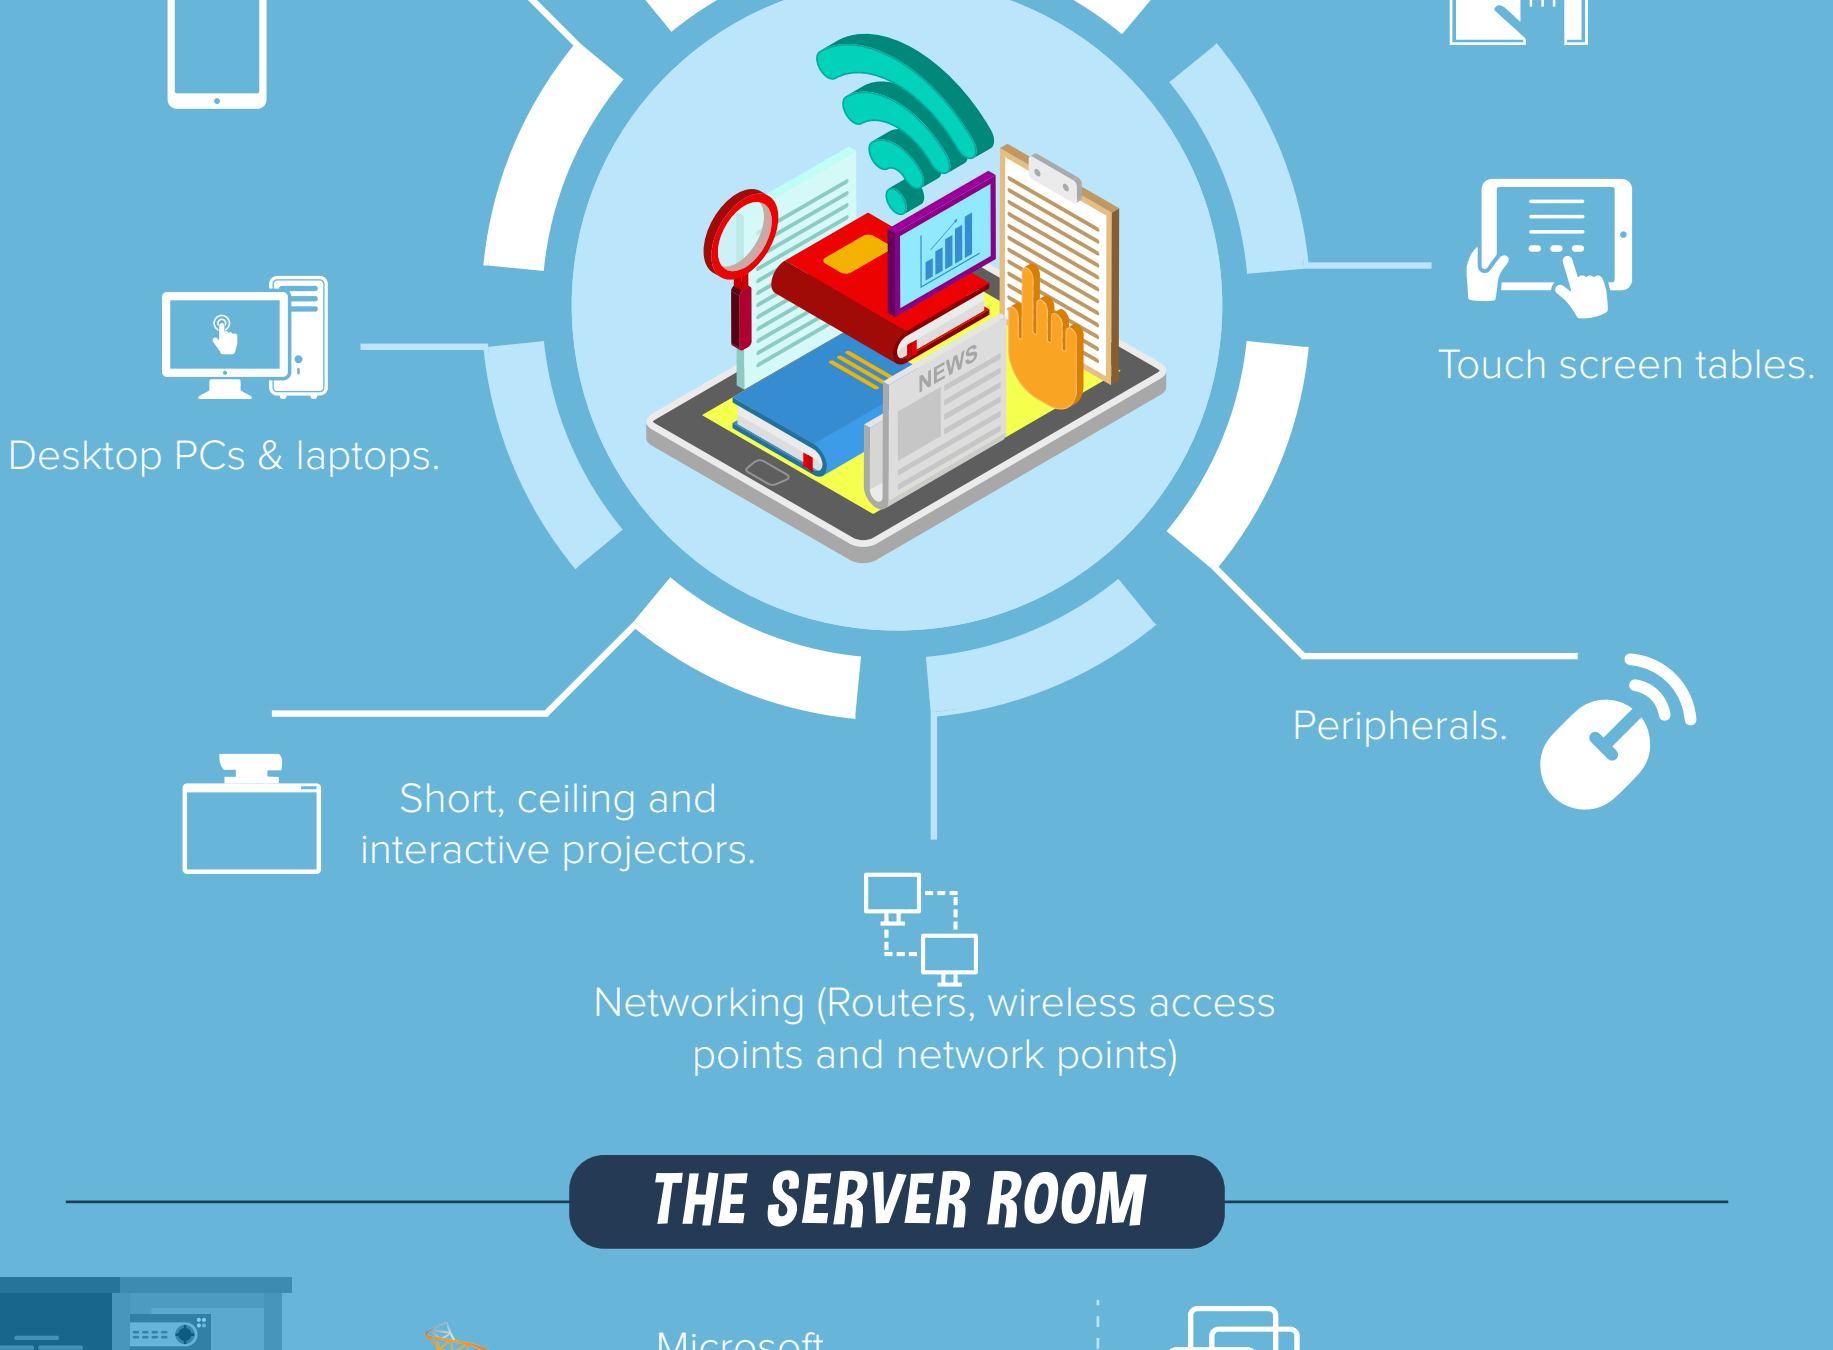 NEWS
Touch screen tables.
Desktop PCs & laptops.
Peripherals.
Short, ceiling and
interactive projectors.
Networking (Routers, wireless access
points and network points)
THE SERVER ROOM
Microsoft